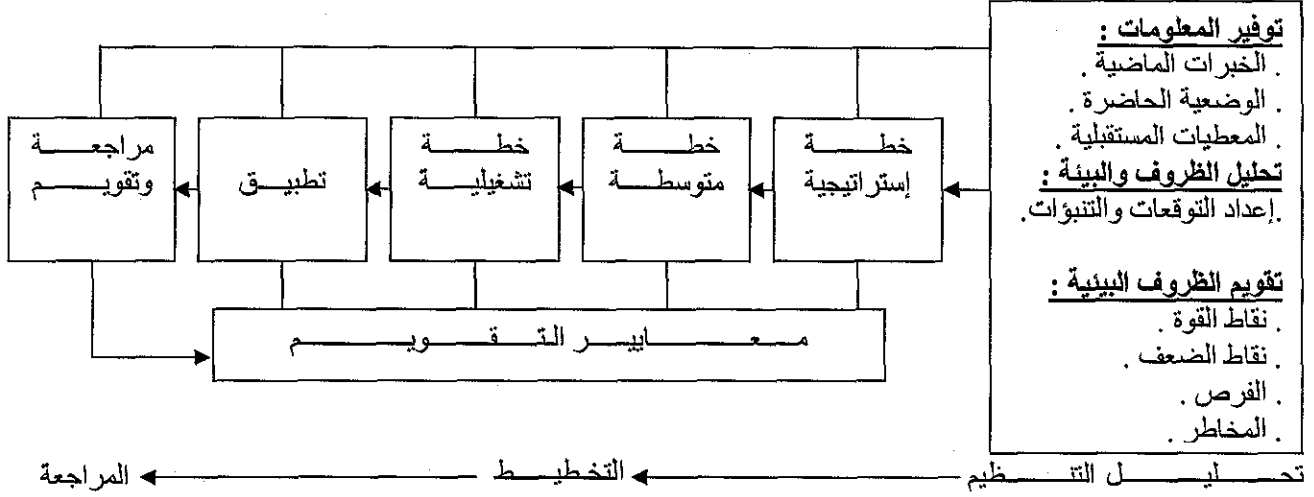 توفير المعلومات :
. الخبرات الماضية .
. الوضعية الحاضرة .
. المعطيات المستقبلية .
تحليل الظروف والبيئة :
.إعداد التوقعات والتنبؤات.
تقويم الظروف البيئية :
. نقاط القوة .
. نقاط الضعف .
. الفرص .
. المخاطر .
خطة
إستراتيجية
خطة
متوسطة
خطة
تشغيلية
تطبيق
مراجعة
وتقويم
معايير التقويم
تحليل التنظيم
التخطيط
المراجعة